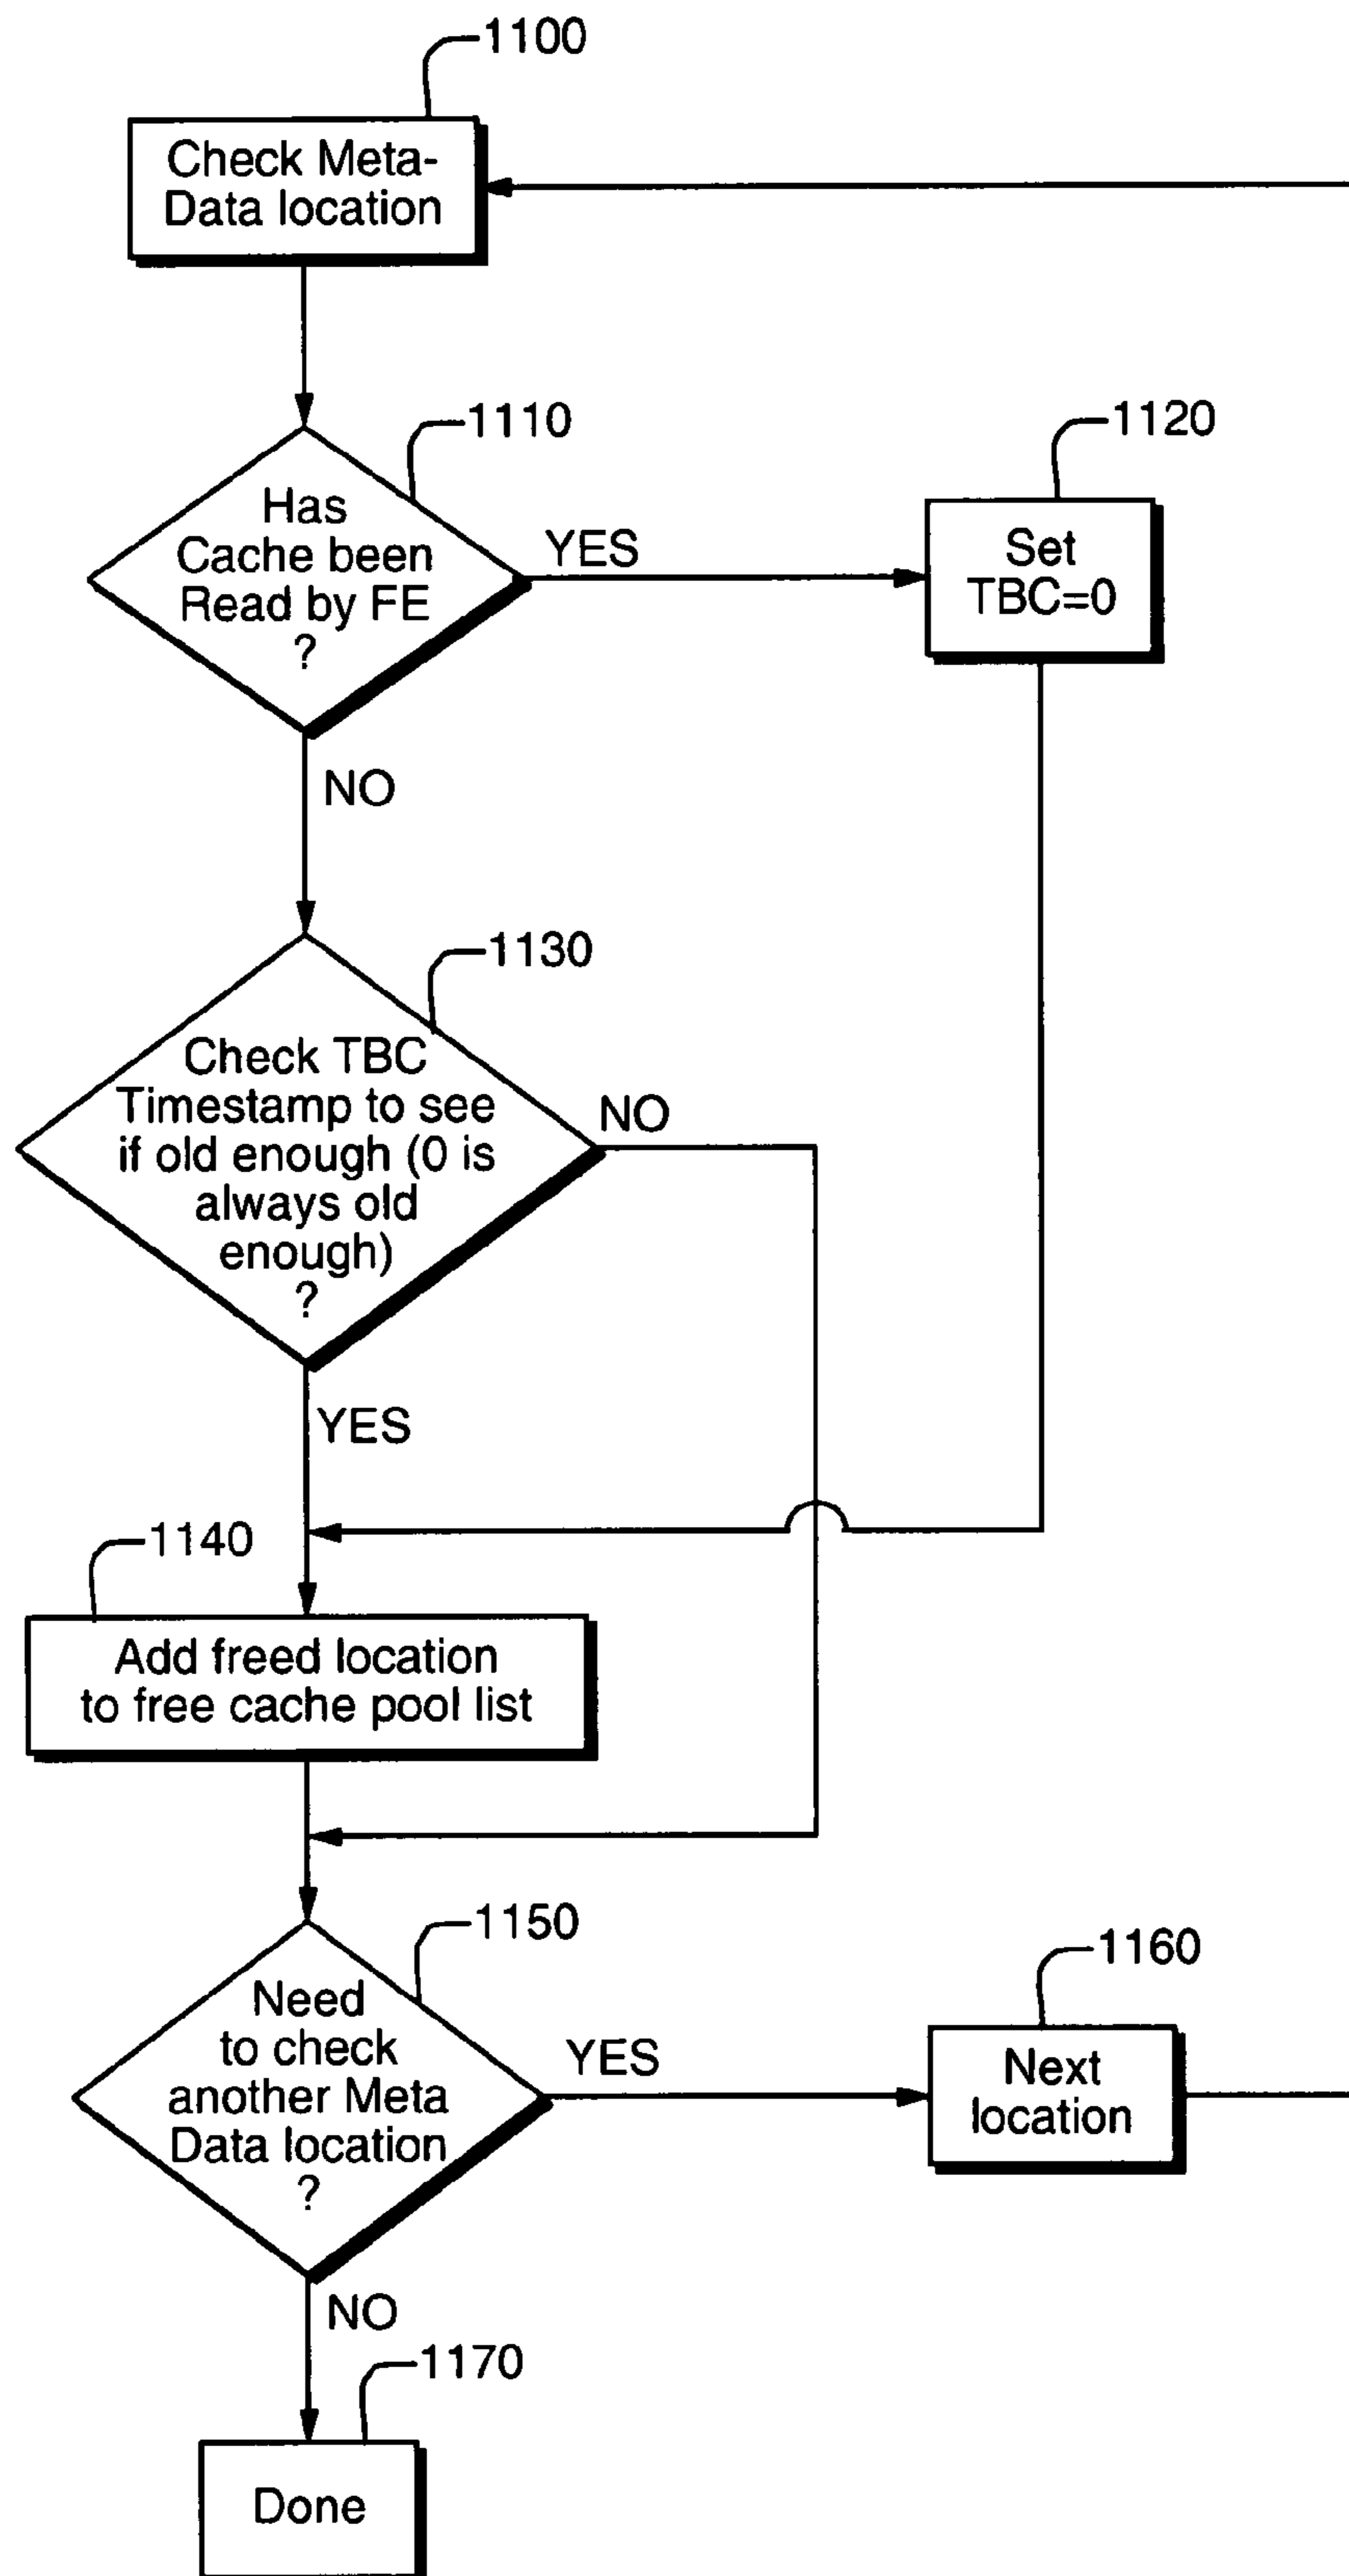 1100
Check Meta-
Data location
1110
Has
Cache been
Read by FE
?
YES
1120
Set
TBC=0
NO
1130
Check TBC
Timestamp to see
if old enough (0 is
always old
enough)
?
NO
YES
1140
Add freed location
to free cache pool list
1150
Need
to check
another Meta
Data location
?
YES
1160
Next
location
NO
1170
Done